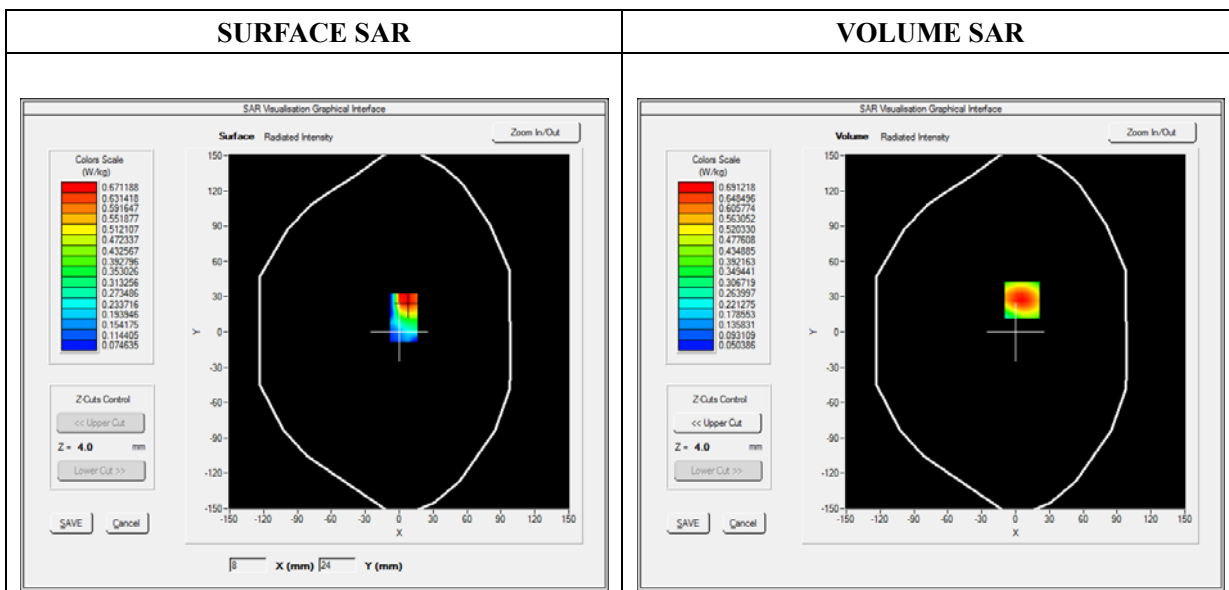 SURFACE SAR
VOLUME SAR
SAR Visualisation Graphical Interface
Surface Radiated Intensity
Zoom In/Out
Colors Scale
(W/kg)
0.671188
0.631418
0.591647
0.551877
0.512107
0.472337
0.432567
0.392796
0.353026
0.313256
0.273486
0.233716
0.193946
0.154175
0.114405
0.074635
Z-Cuts Control
<< Upper Cut
Z = 4.0 mm
Lower Cut >>
SAVE Cancel
150
120
90
60
30
0
-30
-60
-90
-120
-150
Y
-150 -120 -90 -60 -30 0 30 60 90 120 150
X
8 X (mm) 24 Y (mm)
SAR Visualisation Graphical Interface
Volume Radiated Intensity
Zoom In/Out
Colors Scale
(W/kg)
0.691218
0.648496
0.605774
0.563052
0.520330
0.477608
0.434885
0.392163
0.349441
0.306719
0.263997
0.221275
0.178553
0.135831
0.093109
0.050386
Z-Cuts Control
<< Upper Cut
Z = 4.0 mm
Lower Cut >>
SAVE Cancel
150
120
90
60
30
0
-30
-60
-90
-120
-150
Y
-150 -120 -90 -60 -30 0 30 60 90 120 150
X